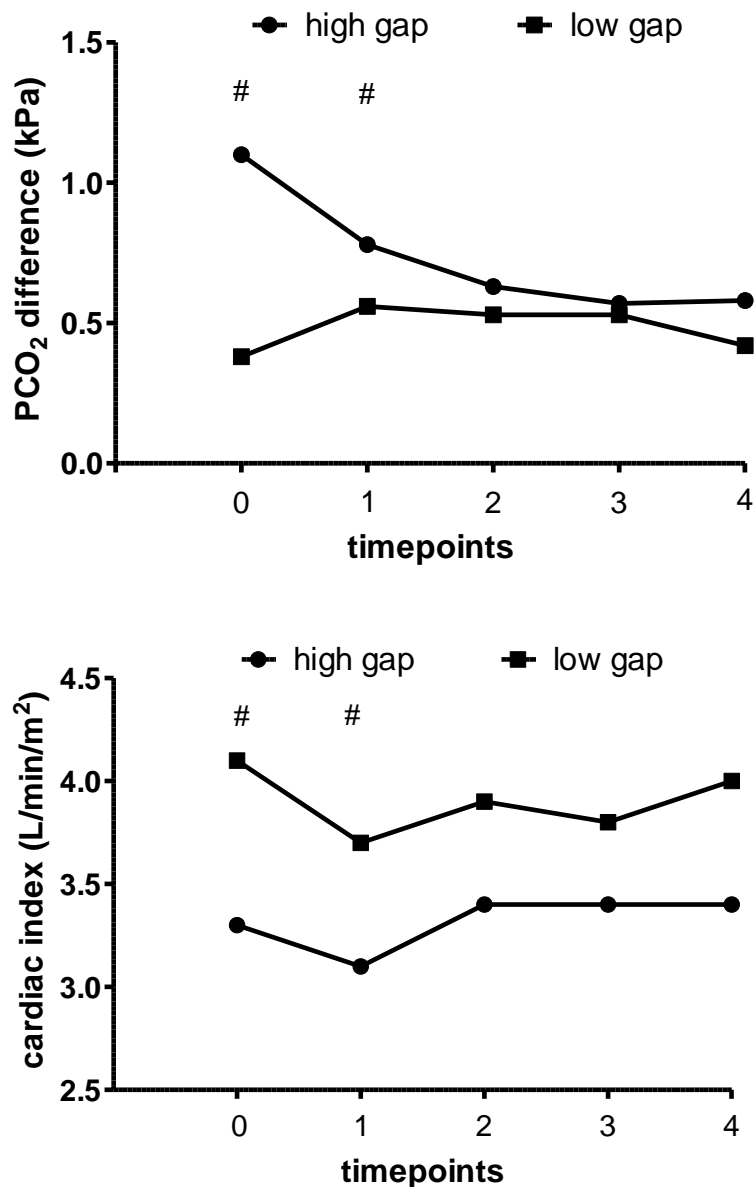 high gap low gap
1.5
# #
1.0
0.5
0.0
PCO₂ difference (kPa)
0 1 2 3 4
timepoints
high gap low gap
4.5
# #
4.0
3.5
3.0
2.5
cardiac index (L/min/m²)
0 1 2 3 4
timepoints